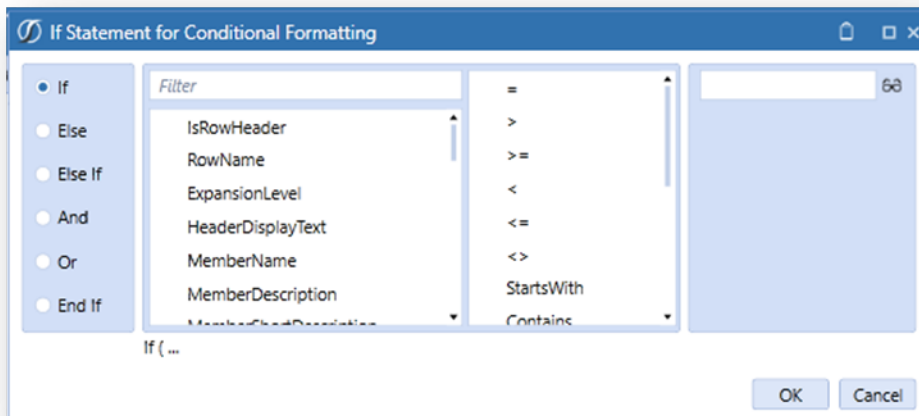 If Statement for Conditional Formatting
If
Else
Else If
And
Or
End If
Filter
IsRowHeader
RowName
ExpansionLevel
HeaderDisplayText
MemberName
MemberDescription
MemberShortDescription
=
>
>=
<
<=
<>
StartsWith
Contains
If ( ...
OK
Cancel